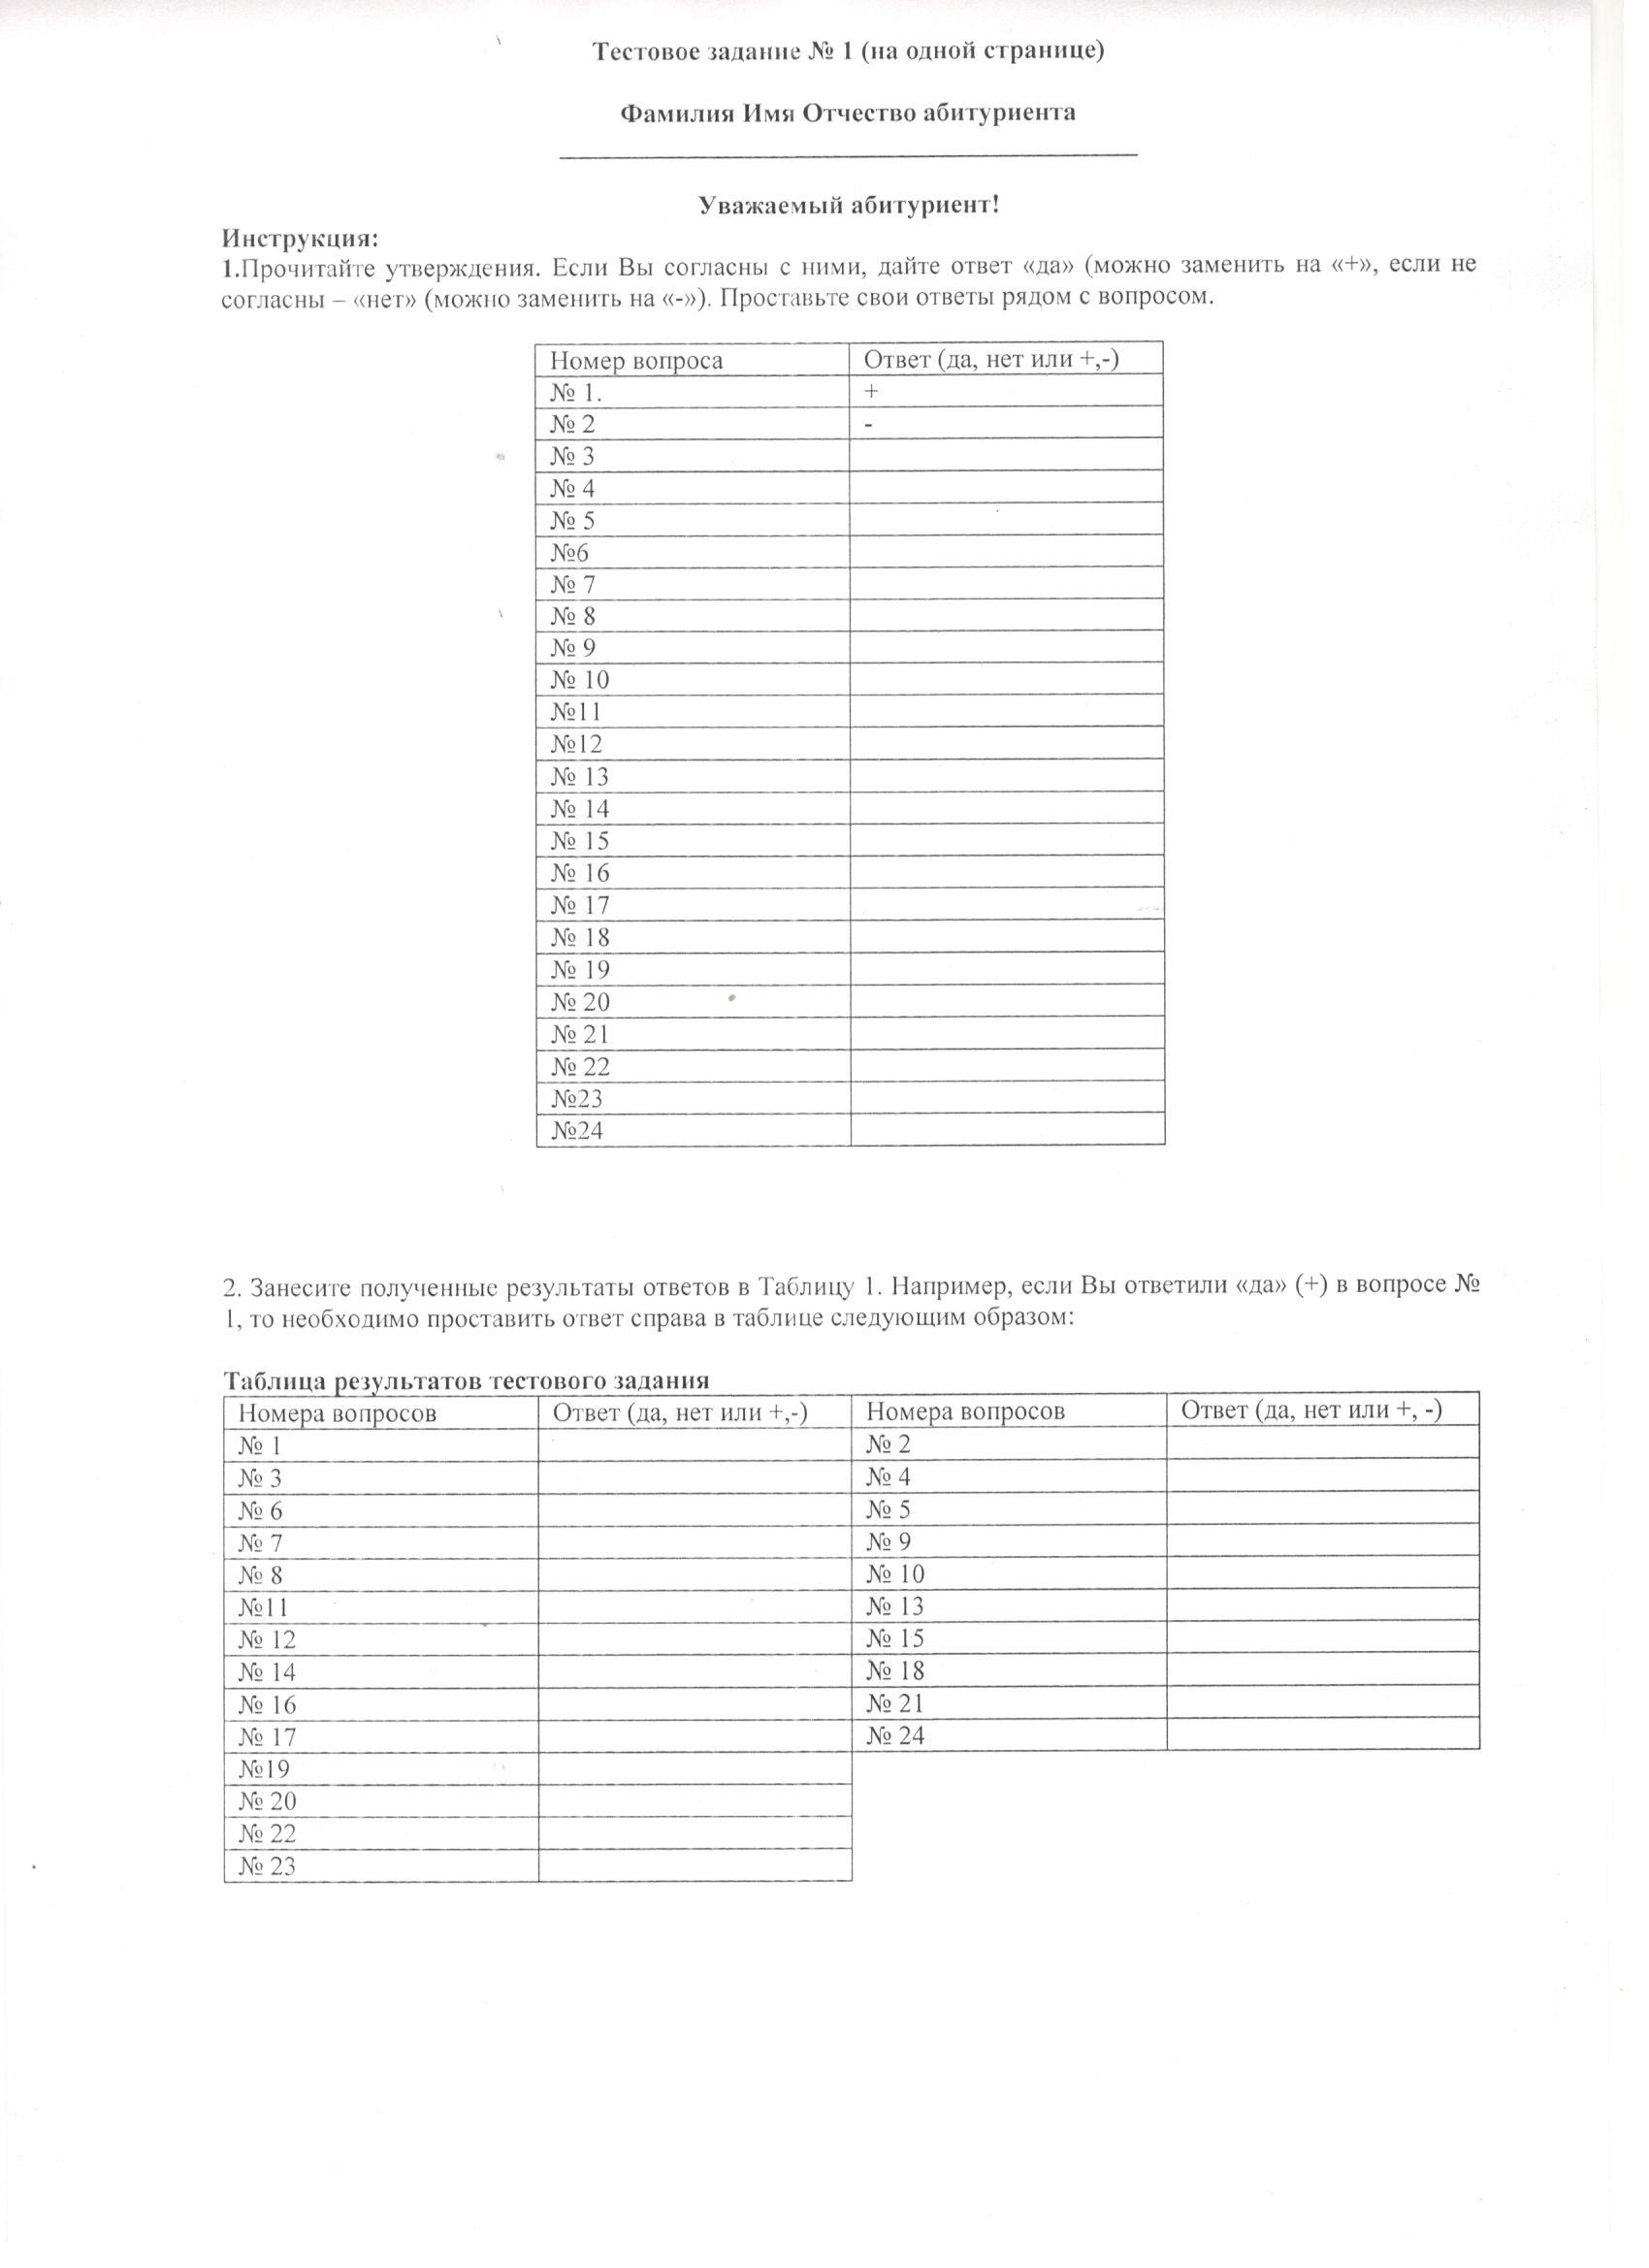 Тестовое задание № 1 (на одной странице)
Фамилия Имя Отчество абитуриента
Уважаемый абитуриент!
Инструкция:
1.Прочитайте утверждения. Если Вы согласны с ними, дайте ответ «да» (можно заменить на «+», если не
согласны – «нет» (можно заменить на «-»). Проставьте свои ответы рядом с вопросом.
Номер вопроса Ответ (да, нет или +,-)
№ 1. +
№ 2 -
№ 3
№ 4
№ 5
№6
№ 7
№ 8
№ 9
№ 10
№11
№12
№ 13
№ 14
№ 15
№ 16
№ 17
№ 18
№ 19
№ 20
№ 21
№ 22
№23
№24
2. Занесите полученные результаты ответов в Таблицу 1. Например, если Вы ответили «да» (+) в вопросе №
1, то необходимо проставить ответ справа в таблице следующим образом:
Таблица результатов тестового задания
Номера вопросов Ответ (да, нет или +,-) Номера вопросов Ответ (да, нет или +, -)
№ 1 № 2
№ 3 № 4
№ 6 № 5
№ 7 № 9
№ 8 № 10
№11 № 13
№ 12 № 15
№ 14 № 18
№ 16 № 21
№ 17 № 24
№19
№ 20
№ 22
№ 23